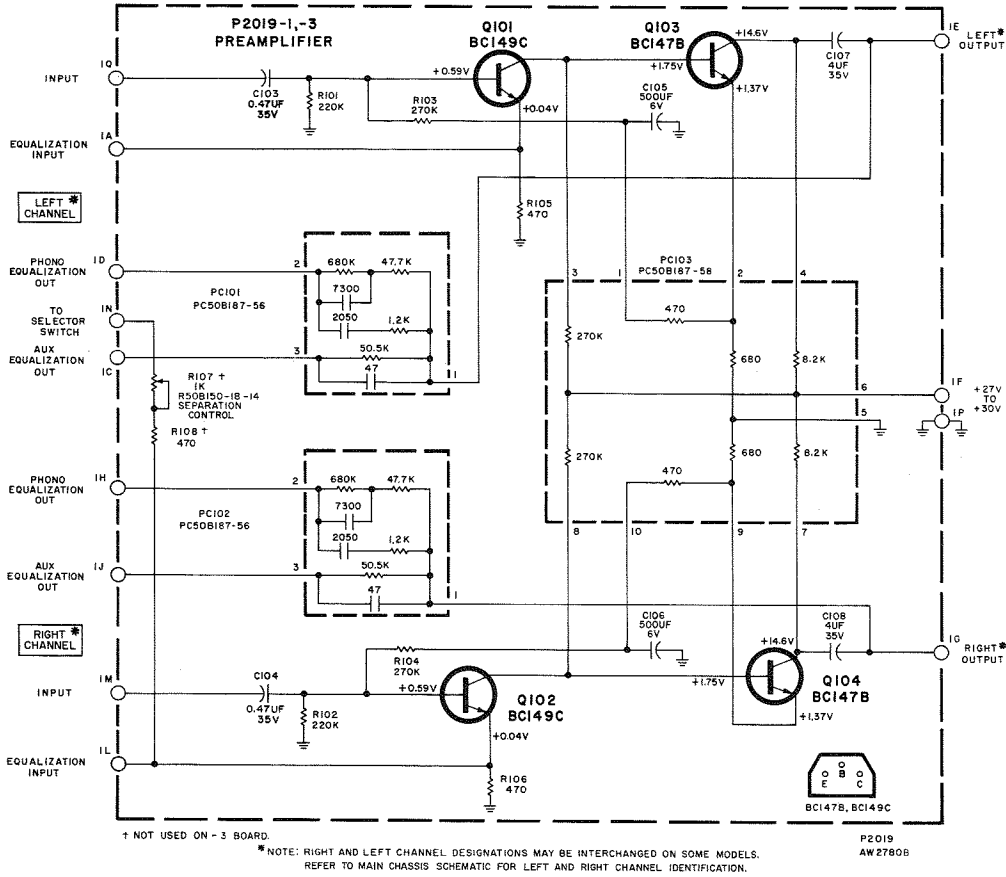 P2019-1,-3
PREAMPLIFIER
Q101
BC149C
Q103
BC147B
1E
LEFT*
OUTPUT
+14.6V
C107
4UF
35V
1Q
INPUT
+0.59V
+1.75V
C103
0.47UF
35V
R101
220K
R103
270K
+0.04V
C105
500UF
6V
+1.37V
1A
EQUALIZATION
INPUT
LEFT *
CHANNEL
R105
470
PHONO
EQUALIZATION
OUT
1D
2
680K
47.7K
7300
2050
1.2K
PC101
PC50B187-56
TO
SELECTOR
SWITCH
1N
AUX
EQUALIZATION
OUT
1C
3
50.5K
47
1
PC103
PC50B187-58
3
1
2
4
470
270K
680
8.2K
6
5
1F
+27V
TO
+30V
1P
R107 †
1K
R50B150-18-14
SEPARATION
CONTROL
R108 †
470
270K
470
680
8.2K
8
10
9
7
PHONO
EQUALIZATION
OUT
1H
2
680K
47.7K
7300
2050
1.2K
PC102
PC50B187-56
AUX
EQUALIZATION
OUT
1J
3
50.5K
47
1
RIGHT *
CHANNEL
C106
500UF
6V
C108
4UF
35V
+14.6V
1G
RIGHT*
OUTPUT
R104
270K
1M
INPUT
C104
0.47UF
35V
R102
220K
+0.59V
Q102
BC149C
+1.75V
Q104
BC147B
+0.04V
+1.37V
1L
EQUALIZATION
INPUT
R106
470
E B C
BC147B, BC149C
† NOT USED ON -3 BOARD.
P2019
AW2780B
*NOTE: RIGHT AND LEFT CHANNEL DESIGNATIONS MAY BE INTERCHANGED ON SOME MODELS.
REFER TO MAIN CHASSIS SCHEMATIC FOR LEFT AND RIGHT CHANNEL IDENTIFICATION.